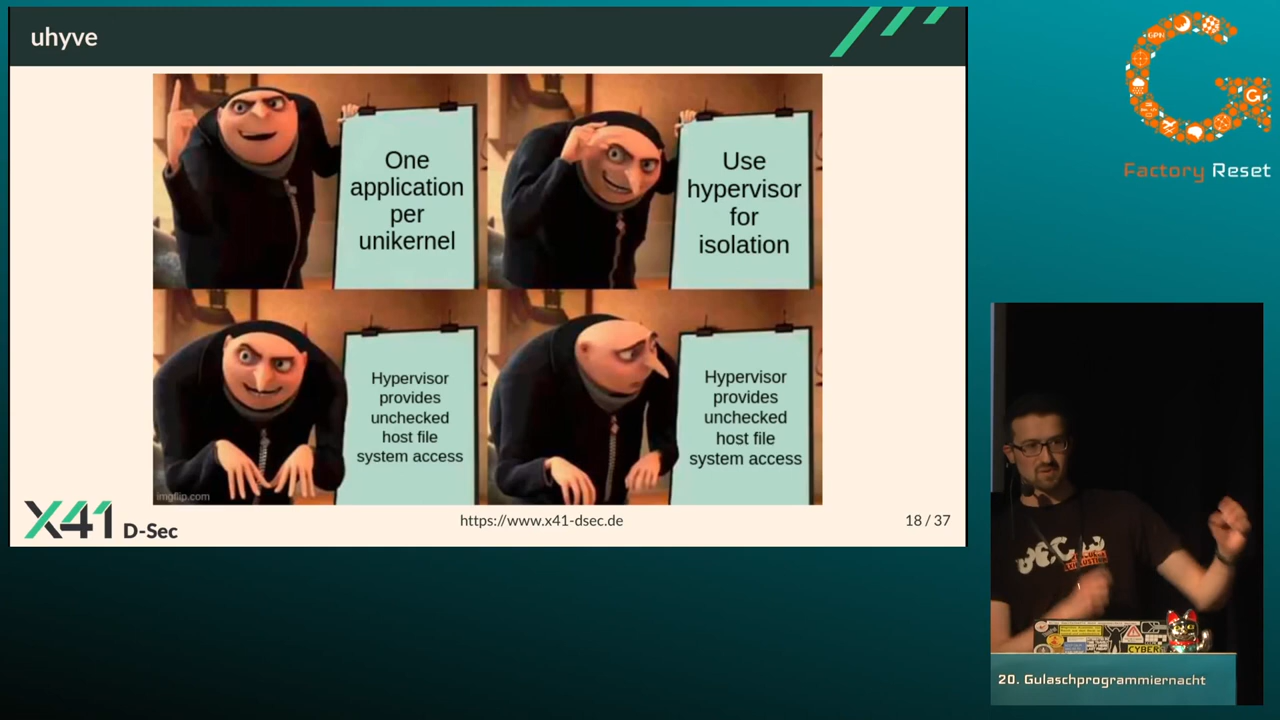 uhyve
One
application
per
unikernel
Use
hypervisor
for
isolation
Hypervisor
provides
unchecked
host file
system access
Hypervisor
provides
unchecked
host file
system access
imgflip.com
X41 D-Sec
https://www.x41-dsec.de
18 / 37
GPN
G
Factory Reset
CYBER
20. Gulaschprogrammiernacht